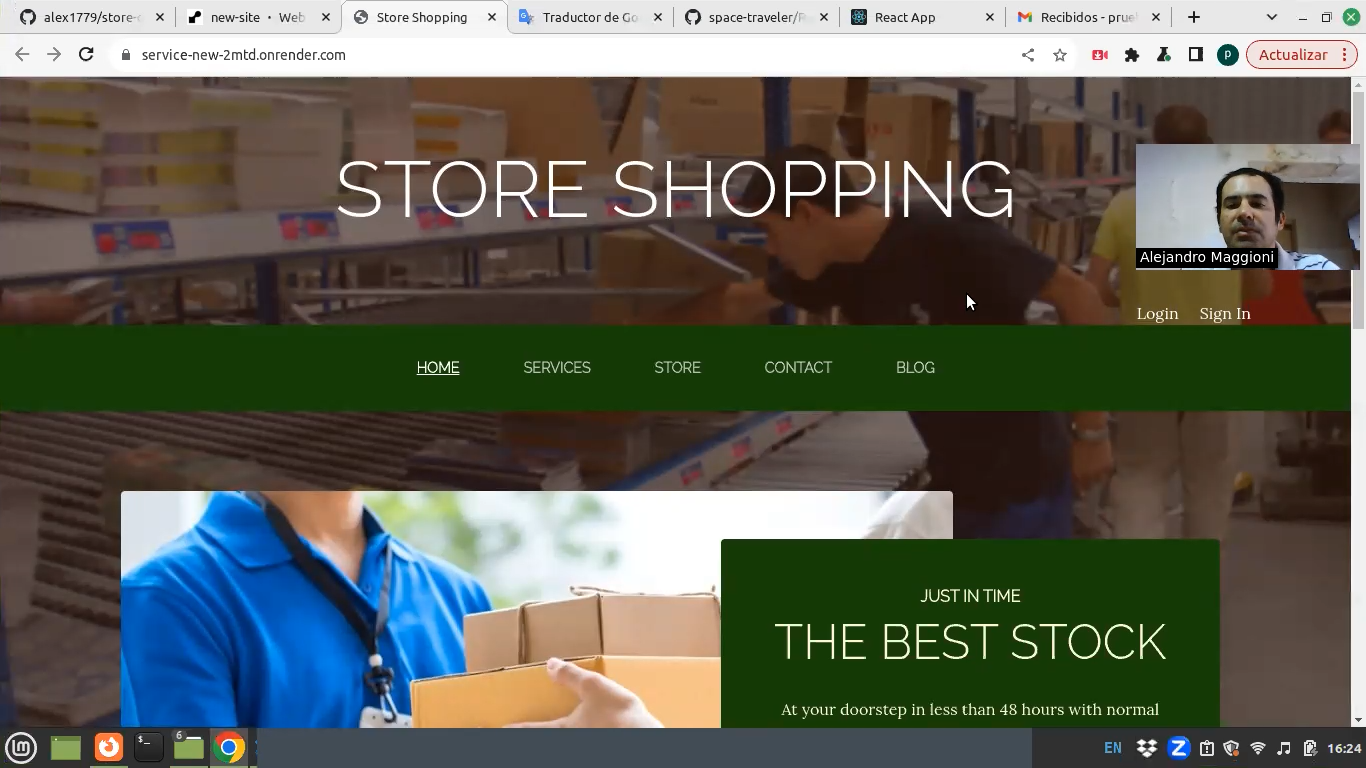 alex1779/store-
new-site • Web
Store Shopping
Traductor de Go
space-traveler/R
React App
Recibidos - prue
service-new-2mtd.onrender.com
p
Actualizar
STORE SHOPPING
Alejandro Maggioni
Login Sign In
HOME SERVICES STORE CONTACT BLOG
JUST IN TIME
THE BEST STOCK
At your doorstep in less than 48 hours with normal
6
$_
EN
Z
16:24